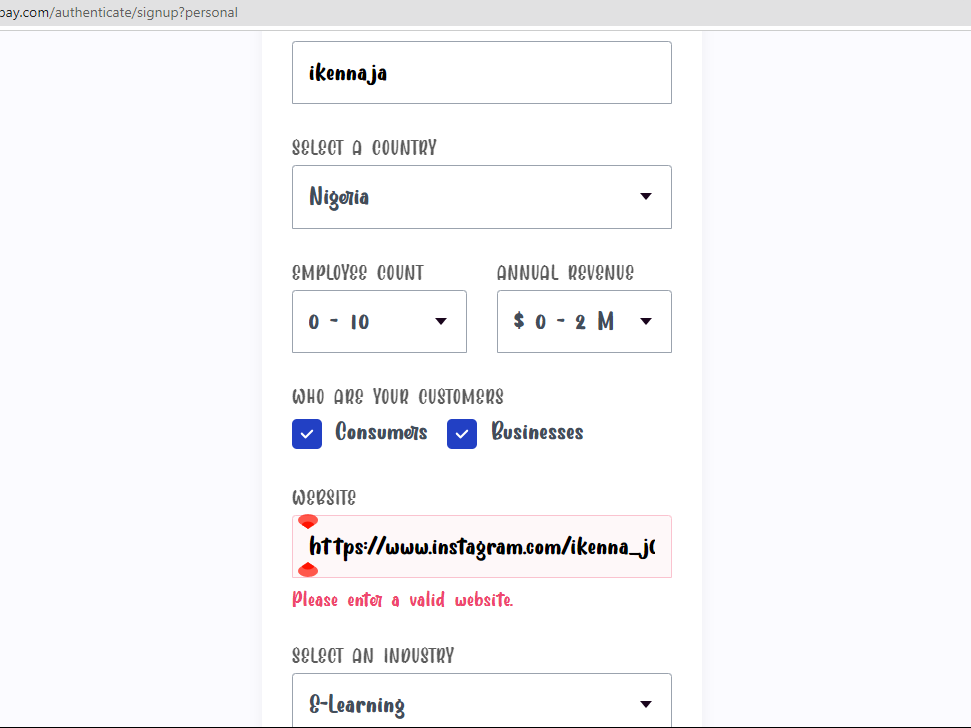 pay.com/authenticate/signup?personal
ikennaja
SELECT A COUNTRY
Nigeria
EMPLOYEE COUNT ANNUAL REVENUE
0 - 10 $ 0 - 2 M
WHO ARE YOUR CUSTOMERS
Consumers Businesses
WEBSITE
https://www.instagram.com/ikenna_j
Please enter a valid website.
SELECT AN INDUSTRY
E-Learning